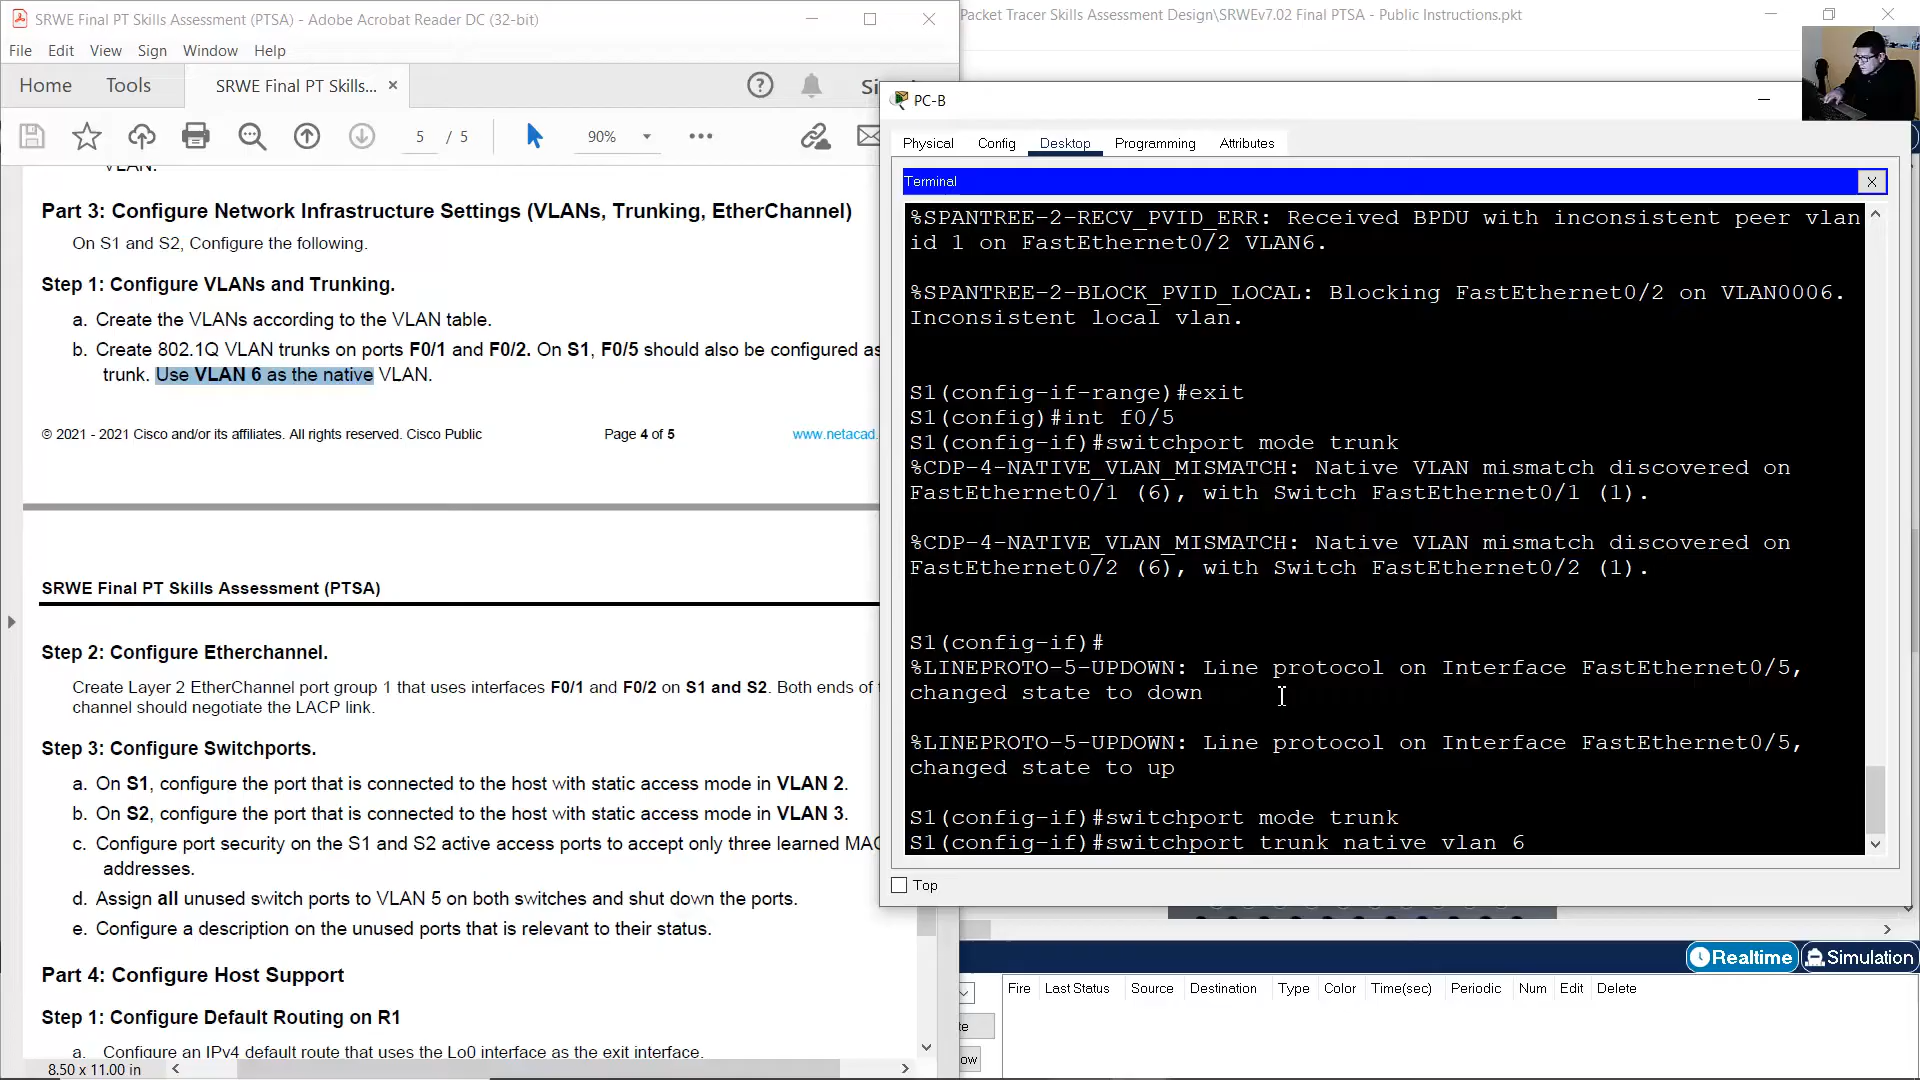 SRWE Final PT Skills Assessment (PTSA) - Adobe Acrobat Reader DC (32-bit)
File Edit View Sign Window Help
Home Tools SRWE Final PT Skills... ×
5 / 5 90%
VLAN.
Part 3: Configure Network Infrastructure Settings (VLANs, Trunking, EtherChannel)
On S1 and S2, Configure the following.
Step 1: Configure VLANs and Trunking.
a. Create the VLANs according to the VLAN table.
b. Create 802.1Q VLAN trunks on ports F0/1 and F0/2. On S1, F0/5 should also be configured as
trunk. Use VLAN 6 as the native VLAN.
© 2021 - 2021 Cisco and/or its affiliates. All rights reserved. Cisco Public Page 4 of 5 www.netacad.
SRWE Final PT Skills Assessment (PTSA)
Step 2: Configure Etherchannel.
Create Layer 2 EtherChannel port group 1 that uses interfaces F0/1 and F0/2 on S1 and S2. Both ends of
channel should negotiate the LACP link.
Step 3: Configure Switchports.
a. On S1, configure the port that is connected to the host with static access mode in VLAN 2.
b. On S2, configure the port that is connected to the host with static access mode in VLAN 3.
c. Configure port security on the S1 and S2 active access ports to accept only three learned MAC
addresses.
d. Assign all unused switch ports to VLAN 5 on both switches and shut down the ports.
e. Configure a description on the unused ports that is relevant to their status.
Part 4: Configure Host Support
Step 1: Configure Default Routing on R1
a. Configure an IPv4 default route that uses the Lo0 interface as the exit interface.
8.50 x 11.00 in
Packet Tracer Skills Assessment Design\SRWEv7.02 Final PTSA - Public Instructions.pkt
PC-B
Physical Config Desktop Programming Attributes
Terminal X
%SPANTREE-2-RECV_PVID_ERR: Received BPDU with inconsistent peer vlan
id 1 on FastEthernet0/2 VLAN6.
%SPANTREE-2-BLOCK_PVID_LOCAL: Blocking FastEthernet0/2 on VLAN0006.
Inconsistent local vlan.
S1(config-if-range)#exit
S1(config)#int f0/5
S1(config-if)#switchport mode trunk
%CDP-4-NATIVE_VLAN_MISMATCH: Native VLAN mismatch discovered on
FastEthernet0/1 (6), with Switch FastEthernet0/1 (1).
%CDP-4-NATIVE_VLAN_MISMATCH: Native VLAN mismatch discovered on
FastEthernet0/2 (6), with Switch FastEthernet0/2 (1).
S1(config-if)#
%LINEPROTO-5-UPDOWN: Line protocol on Interface FastEthernet0/5,
changed state to down
%LINEPROTO-5-UPDOWN: Line protocol on Interface FastEthernet0/5,
changed state to up
S1(config-if)#switchport mode trunk
S1(config-if)#switchport trunk native vlan 6
Top
Realtime Simulation
Fire Last Status Source Destination Type Color Time(sec) Periodic Num Edit Delete